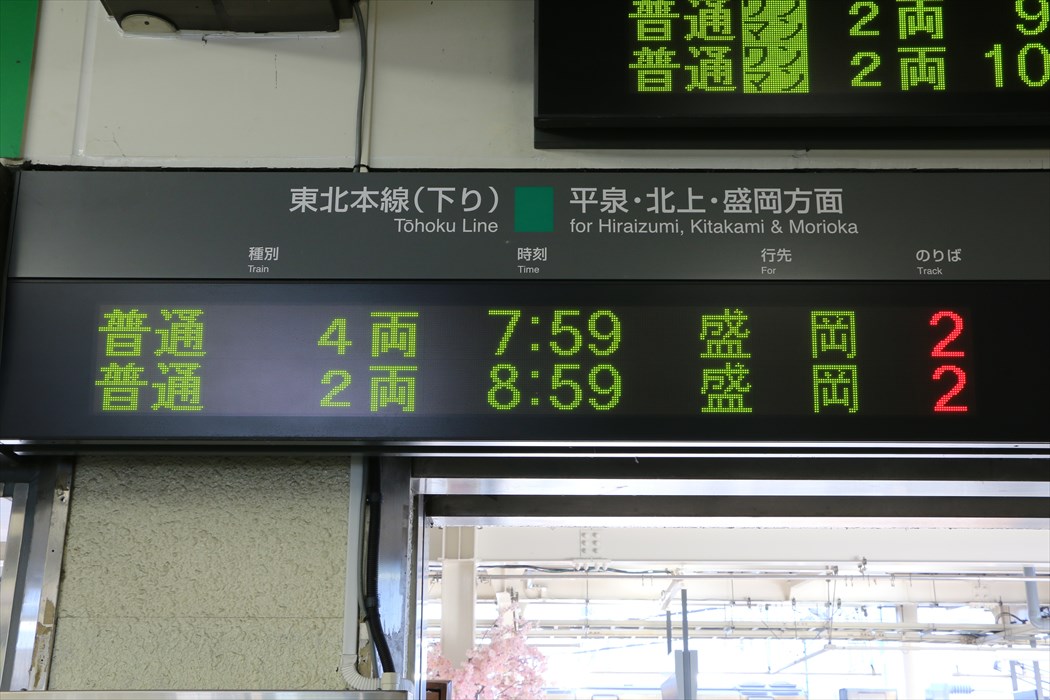 普通 ワンマン 2両 9
普通 ワンマン 2両 10
東北本線(下り) 平泉・北上・盛岡方面
Tōhoku Line for Hiraizumi, Kitakami & Morioka
種別 時刻 行先 のりば
Train Time For Track
普通 4両 7:59 盛岡 2
普通 2両 8:59 盛岡 2